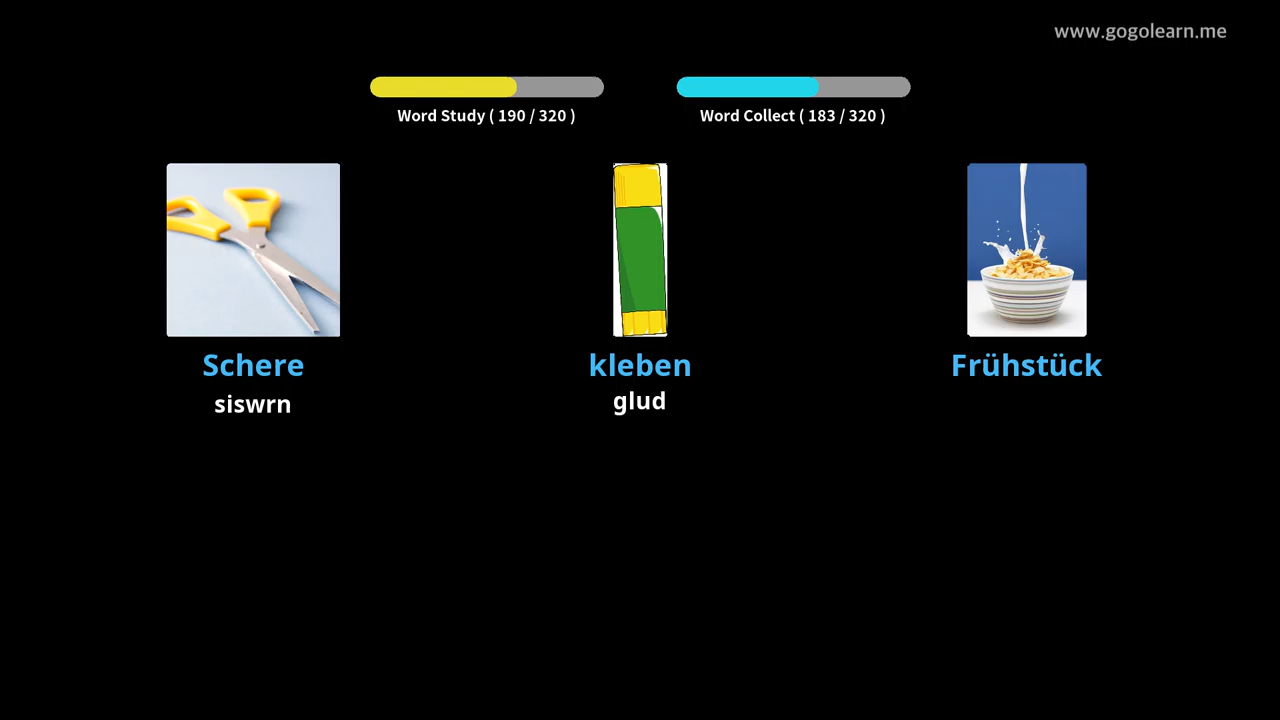 www.gogolearn.me
Word Study ( 190 / 320 )
Word Collect ( 183 / 320 )
Schere
kleben
Frühstück
siswrn
glud